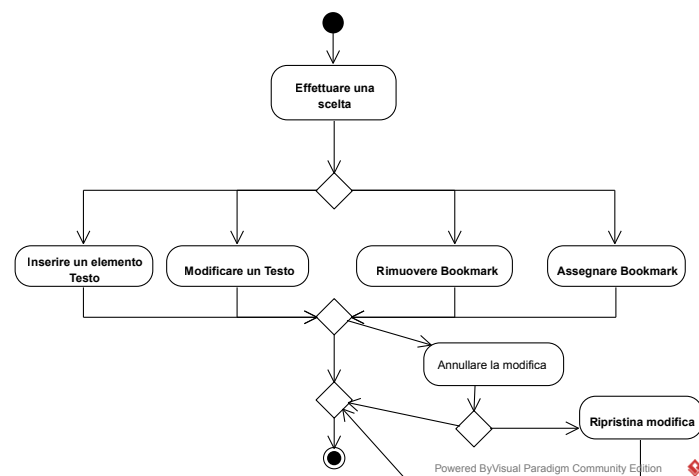 Effettuare una
scelta
Inserire un elemento
Testo
Modificare un Testo
Rimuovere Bookmark
Assegnare Bookmark
Annullare la modifica
Ripristina modifica
Powered ByVisual Paradigm Community Edition